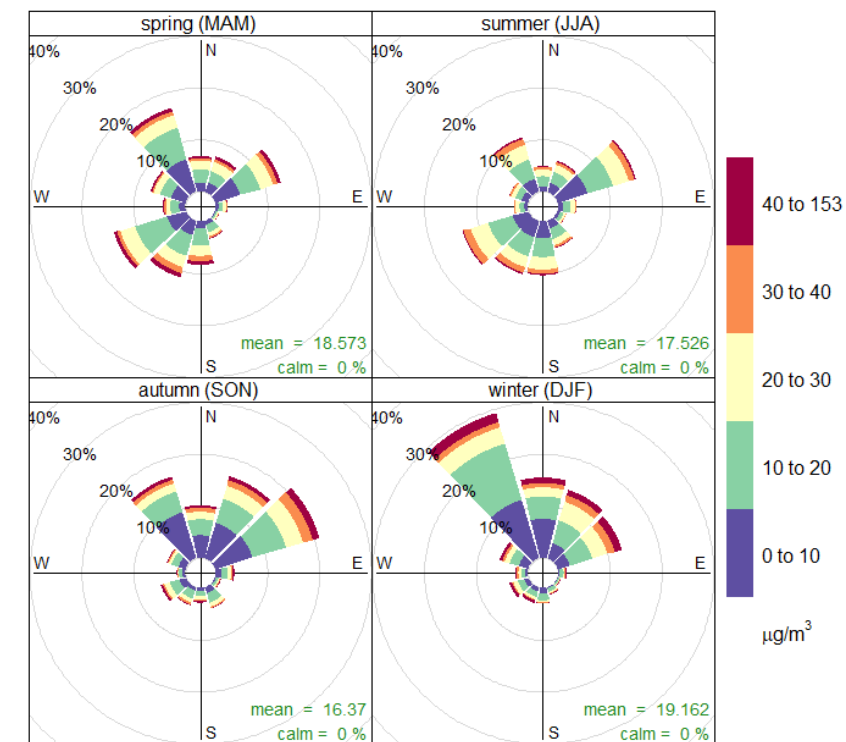 spring (MAM)
N
40%
30%
20%
10%
W
E
mean = 18.573
S
calm = 0 %
summer (JJA)
N
40%
30%
20%
10%
W
E
mean = 17.526
S
calm = 0 %
autumn (SON)
N
40%
30%
20%
10%
W
E
mean = 16.37
S
calm = 0 %
winter (DJF)
N
40%
30%
20%
10%
W
E
mean = 19.162
S
calm = 0 %
40 to 153
30 to 40
20 to 30
10 to 20
0 to 10
μg/m³